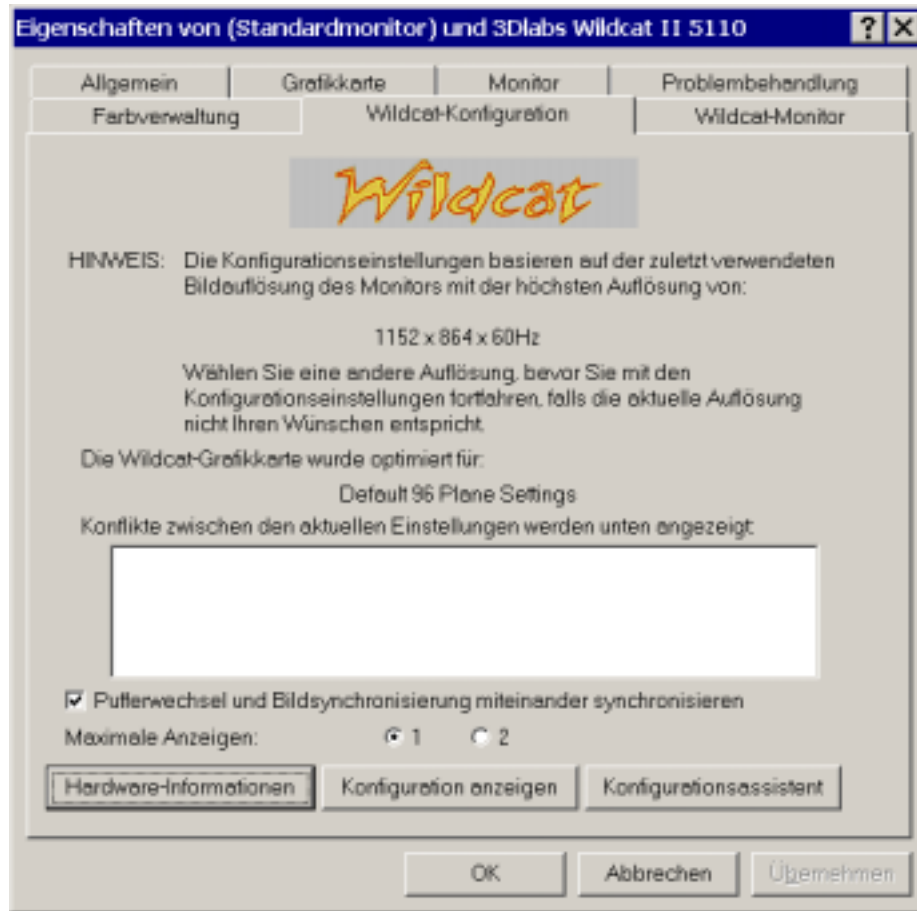 Eigenschaften von (Standardmonitor) und 3Dlabs Wildcat II 5110 ? X
Allgemein Grafikkarte Monitor Problembehandlung
Farbverwaltung Wildcat-Konfiguration Wildcat-Monitor
Wildcat
HINWEIS: Die Konfigurationseinstellungen basieren auf der zuletzt verwendeten
Bildauflösung des Monitors mit der höchsten Auflösung von:
1152 x 864 x 60Hz
Wählen Sie eine andere Auflösung, bevor Sie mit den
Konfigurationseinstellungen fortfahren, falls die aktuelle Auflösung
nicht Ihren Wünschen entspricht.
Die Wildcat-Grafikkarte wurde optimiert für:
Default 96 Plane Settings
Konflikte zwischen den aktuellen Einstellungen werden unten angezeigt:
Pufferwechsel und Bildsynchronisierung miteinander synchronisieren
Maximale Anzeigen: 1 2
Hardware-Informationen Konfiguration anzeigen Konfigurationsassistent
OK Abbrechen Übernehmen